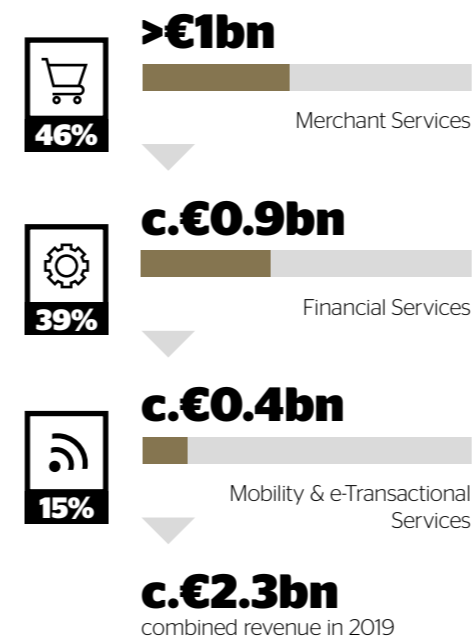 >€1bn
46%
Merchant Services
c.€0.9bn
39%
Financial Services
c.€0.4bn
15%
Mobility & e-Transactional
Services
c.€2.3bn
combined revenue in 2019